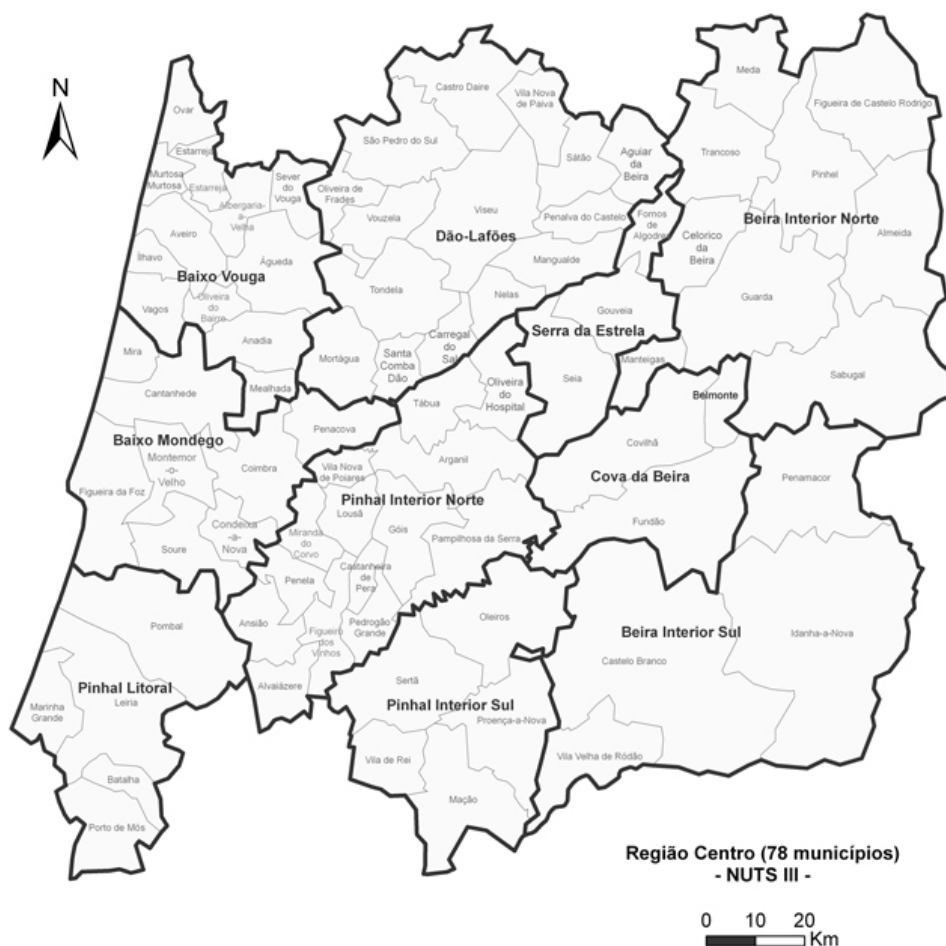 N
Ovar
Estarreja
Murtosa
Murtosa
Estarreja
Sever
do
Vouga
Albergaria-
a-
Velha
Aveiro
Ílhavo
Águeda
Baixo Vouga
Vagos
Oliveira
do
Bairro
Anadia
Mealhada
Castro Daire
Vila Nova
de Paiva
São Pedro do Sul
Sátão
Aguiar
da
Beira
Oliveira de
Frades
Vouzela
Viseu
Penalva do Castelo
Dão-Lafões
Mangualde
Tondela
Nelas
Mortágua
Santa
Comba
Dão
Carregal
do
Sal
Meda
Figueira de Castelo Rodrigo
Trancoso
Pinhel
Fornos
de
Algodres
Celorico
da
Beira
Beira Interior Norte
Almeida
Guarda
Manteigas
Sabugal
Gouveia
Serra da Estrela
Seia
Mira
Cantanhede
Baixo Mondego
Montemor
-o-
Velho
Penacova
Coimbra
Figueira da Foz
Condeixa
-a-
Nova
Soure
Tábua
Oliveira
do
Hospital
Arganil
Vila Nova
de Poiares
Pinhal Interior Norte
Lousã
Góis
Miranda
do
Corvo
Pampilhosa da Serra
Castanheira
de
Pera
Penela
Ansião
Figueiró
dos
Vinhos
Pedrogão
Grande
Alvaiázere
Belmonte
Covilhã
Cova da Beira
Fundão
Penamacor
Beira Interior Sul
Idanha-a-Nova
Castelo Branco
Vila Velha de Ródão
Pombal
Pinhal Litoral
Leiria
Marinha
Grande
Batalha
Porto de Mós
Oleiros
Sertã
Pinhal Interior Sul
Proença-a-Nova
Vila de Rei
Mação
Região Centro (78 municípios)
- NUTS III -
0 10 20
Km